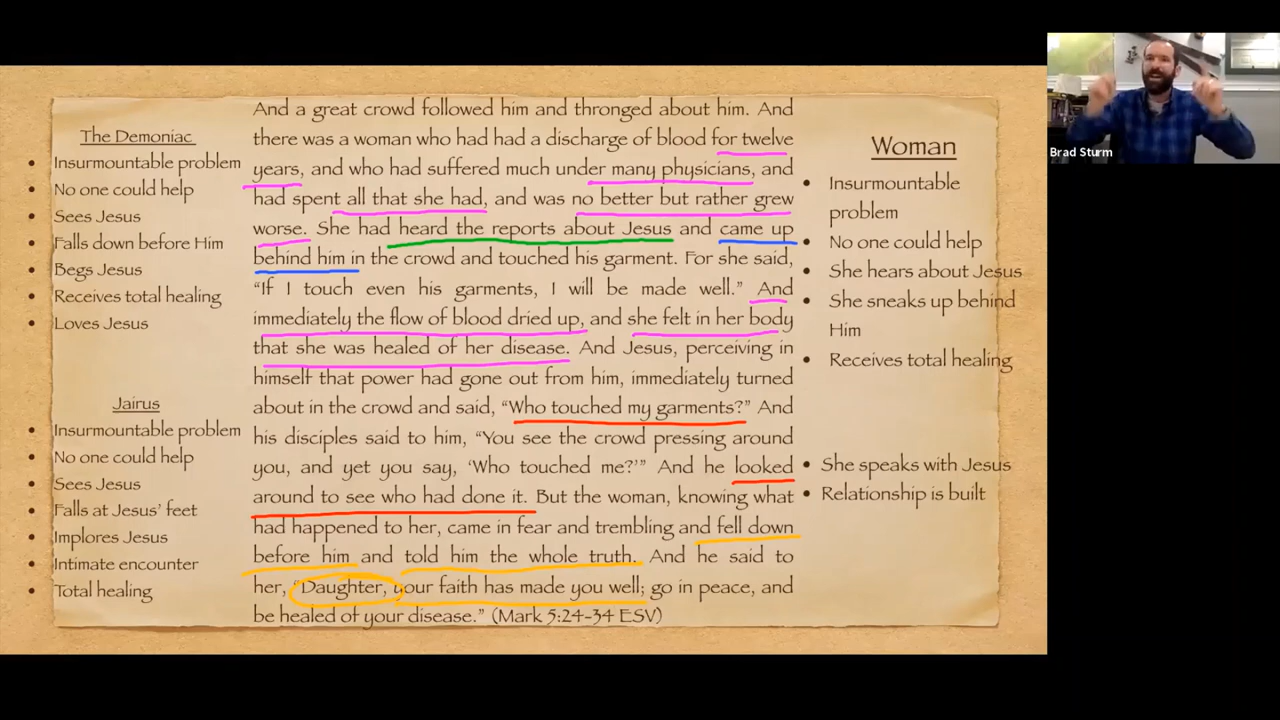 The Demoniac
• Insurmountable problem
• No one could help
• Sees Jesus
• Falls down before Him
• Begs Jesus
• Receives total healing
• Loves Jesus
Jairus
• Insurmountable problem
• No one could help
• Sees Jesus
• Falls at Jesus' feet
• Implores Jesus
• Intimate encounter
• Total healing
And a great crowd followed him and thronged about him. And
there was a woman who had had a discharge of blood for twelve
years, and who had suffered much under many physicians, and
had spent all that she had, and was no better but rather grew
worse. She had heard the reports about Jesus and came up
behind him in the crowd and touched his garment. For she said,
“If I touch even his garments, I will be made well.” And
immediately the flow of blood dried up, and she felt in her body
that she was healed of her disease. And Jesus, perceiving in
himself that power had gone out from him, immediately turned
about in the crowd and said, “Who touched my garments?” And
his disciples said to him, “You see the crowd pressing around
you, and yet you say, ‘Who touched me?’” And he looked
around to see who had done it. But the woman, knowing what
had happened to her, came in fear and trembling and fell down
before him and told him the whole truth. And he said to
her, “Daughter, your faith has made you well; go in peace, and
be healed of your disease.” (Mark 5:24-34 ESV)
Woman
• Insurmountable
problem
• No one could help
• She hears about Jesus
• She sneaks up behind
Him
• Receives total healing
• She speaks with Jesus
• Relationship is built
Brad Sturm